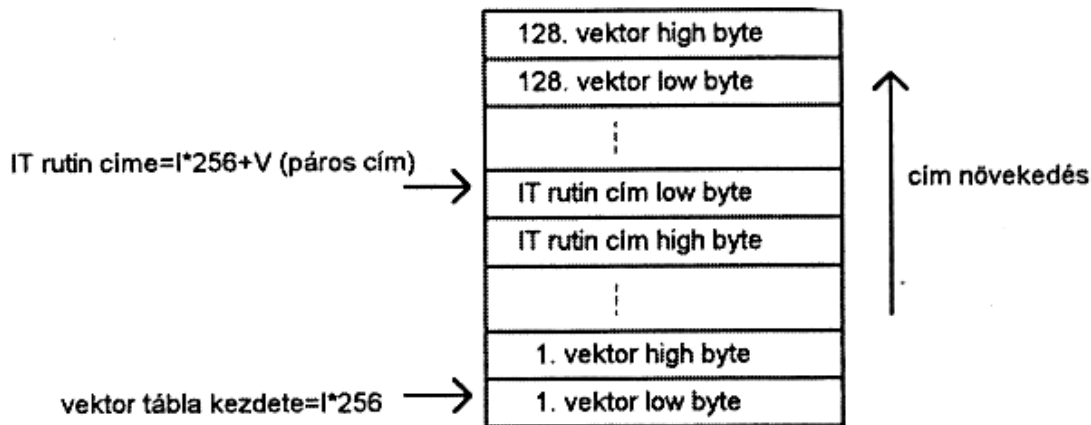 128. vektor high byte
128. vektor low byte
IT rutin cime=I*256+V (páros cím)
IT rutin cím low byte
cím növekedés
IT rutin cím high byte
1. vektor high byte
vektor tábla kezdete=I*256
1. vektor low byte